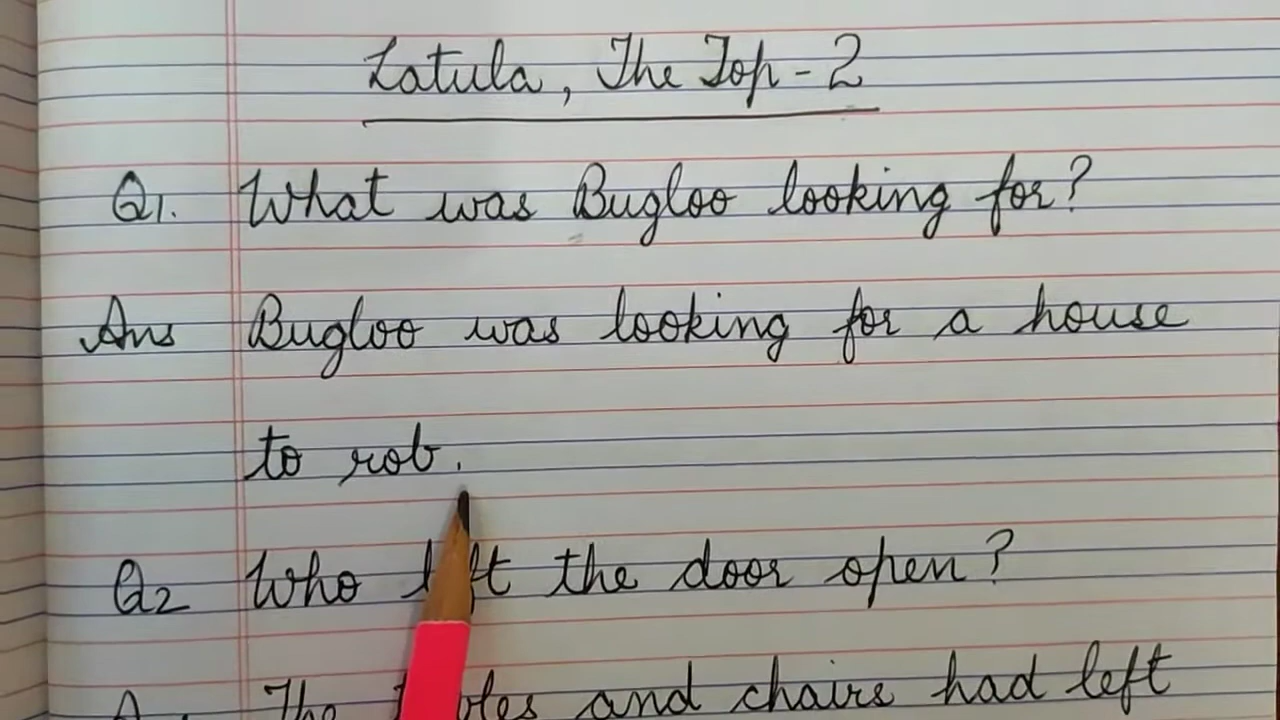 Latula, The Top-2
Q1. What was Bugloo looking for?
Ans Bugloo was looking for a house
to rob.
Q2 Who left the door open?
The and chairs had left